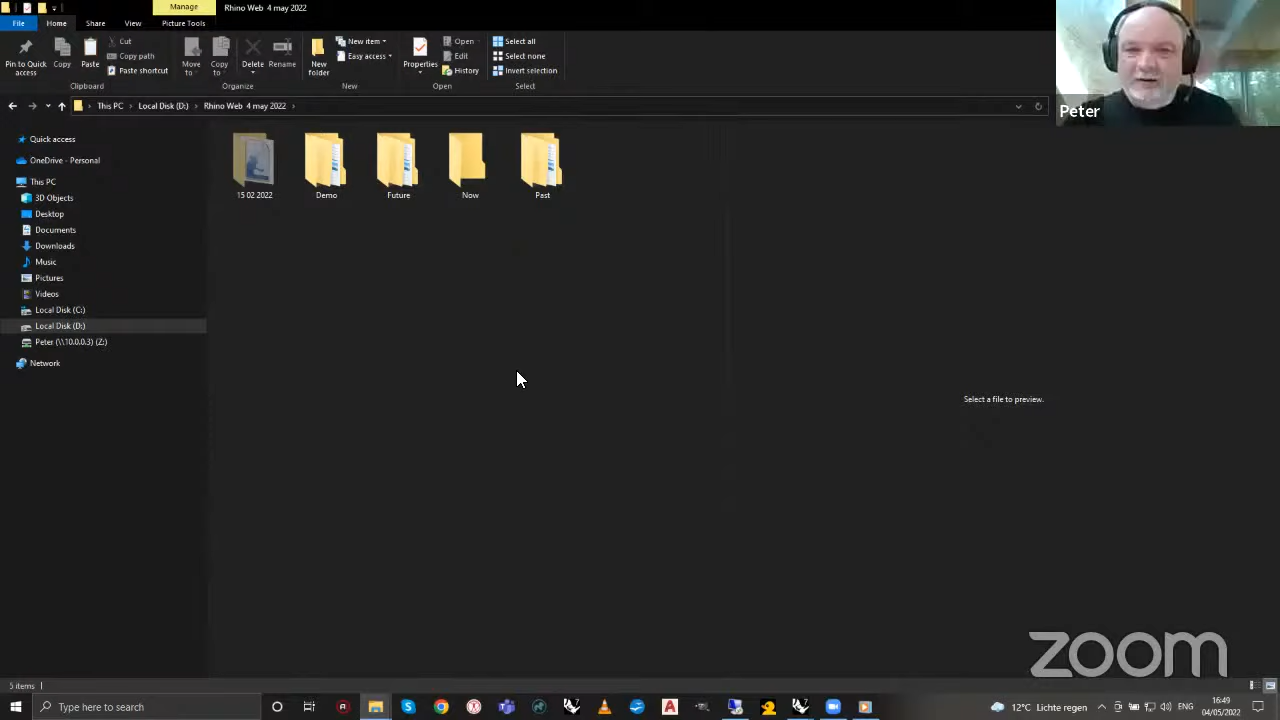 Manage
Rhino Web 4 may 2022
File
Home
Share
View
Picture Tools
Pin to Quick access
Copy
Paste
Cut
Copy path
Paste shortcut
Clipboard
Move to
Copy to
Delete
Rename
Organize
New folder
New item
Easy access
New
Properties
Open
Edit
History
Open
Select all
Select none
Invert selection
Select
This PC
Local Disk (D:)
Rhino Web 4 may 2022
Peter
Quick access
OneDrive - Personal
This PC
3D Objects
Desktop
Documents
Downloads
Music
Pictures
Videos
Local Disk (C:)
Local Disk (D:)
Peter (\\10.0.0.3) (Z:)
Network
15 02 2022
Demo
Future
Now
Past
Select a file to preview.
zoom
5 items
Type here to search
12°C Lichte regen
ENG
16:49
04/05/2022